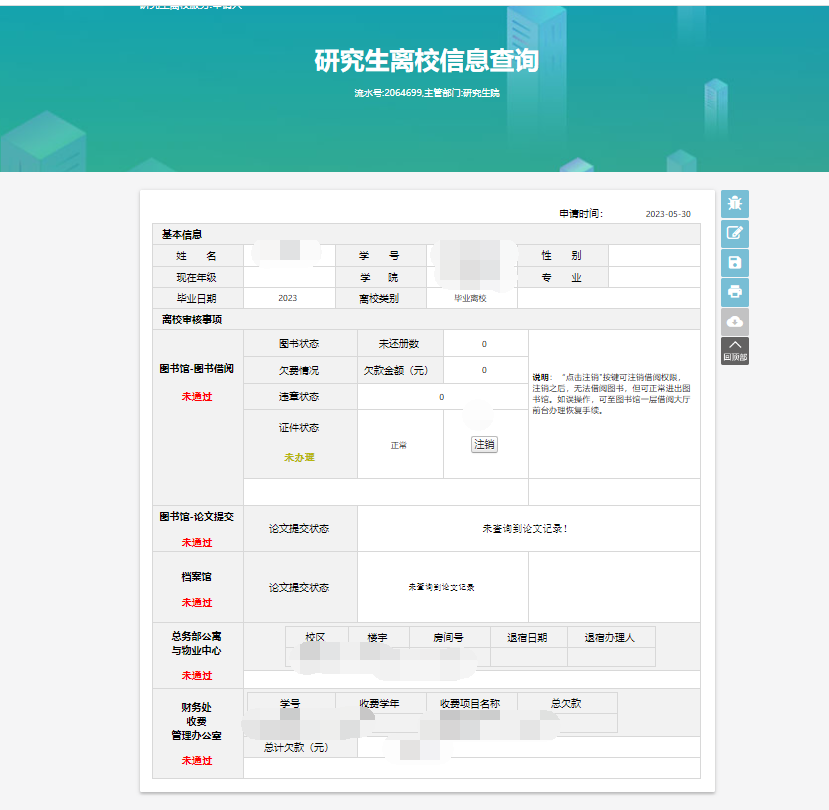 研究生离校信息查询
流水号:2064699,主管部门:研究生院
申请时间： 2023-05-30
基本信息
姓 名 学 号 性 别
现在年级 学 院 专 业
毕业日期 2023 离校类别 毕业离校
离校审核事项
图书馆-图书借阅
未通过
图书状态 未还册数 0
欠费情况 欠款金额（元） 0
违章状态 0
证件状态
未办理
正常 注销
说明： “点击注销”按键可注销借阅权限，
注销之后，无法借阅图书，但可正常进出图
书馆。如误操作，可至图书馆一层借阅大厅
前台办理恢复手续。
图书馆-论文提交
未通过
论文提交状态 未查询到论文记录！
档案馆
未通过
论文提交状态 未查询到论文记录
总务部公寓
与物业中心
未通过
校区 楼宇 房间号 退宿日期 退宿办理人
财务处
收费
管理办公室
未通过
学号 收费学年 收费项目名称 总欠款
总计欠款（元）
回顶部